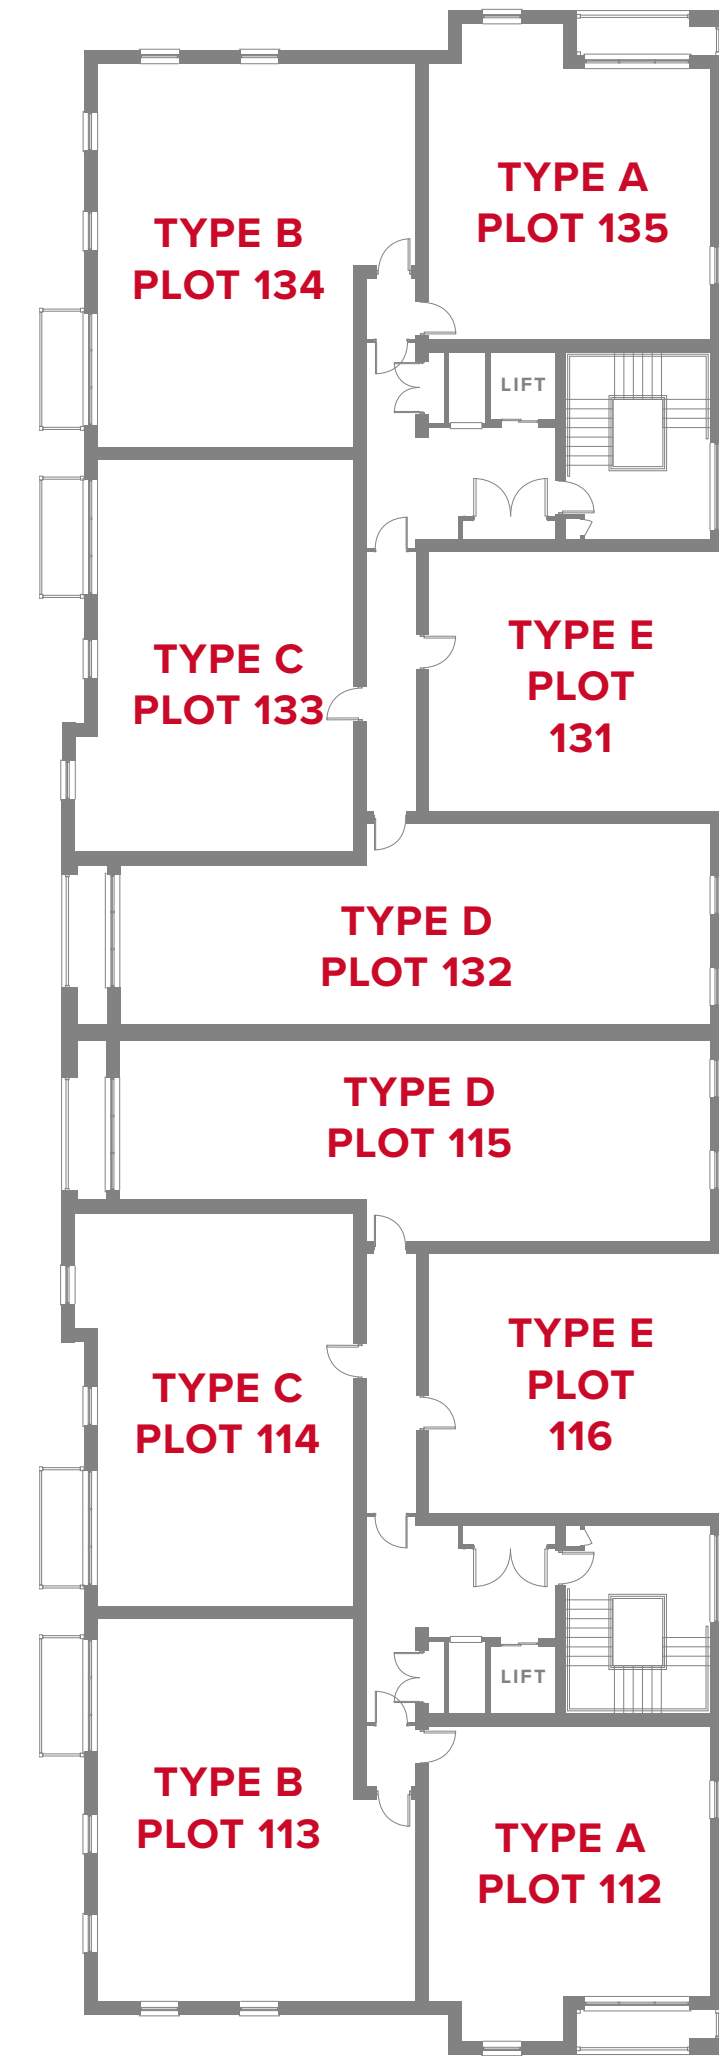 TYPE A
PLOT 135
TYPE B
PLOT 134
LIFT
TYPE E
PLOT
131
TYPE C
PLOT 133
TYPE D
PLOT 132
TYPE D
PLOT 115
TYPE E
PLOT
116
TYPE C
PLOT 114
LIFT
TYPE B
PLOT 113
TYPE A
PLOT 112